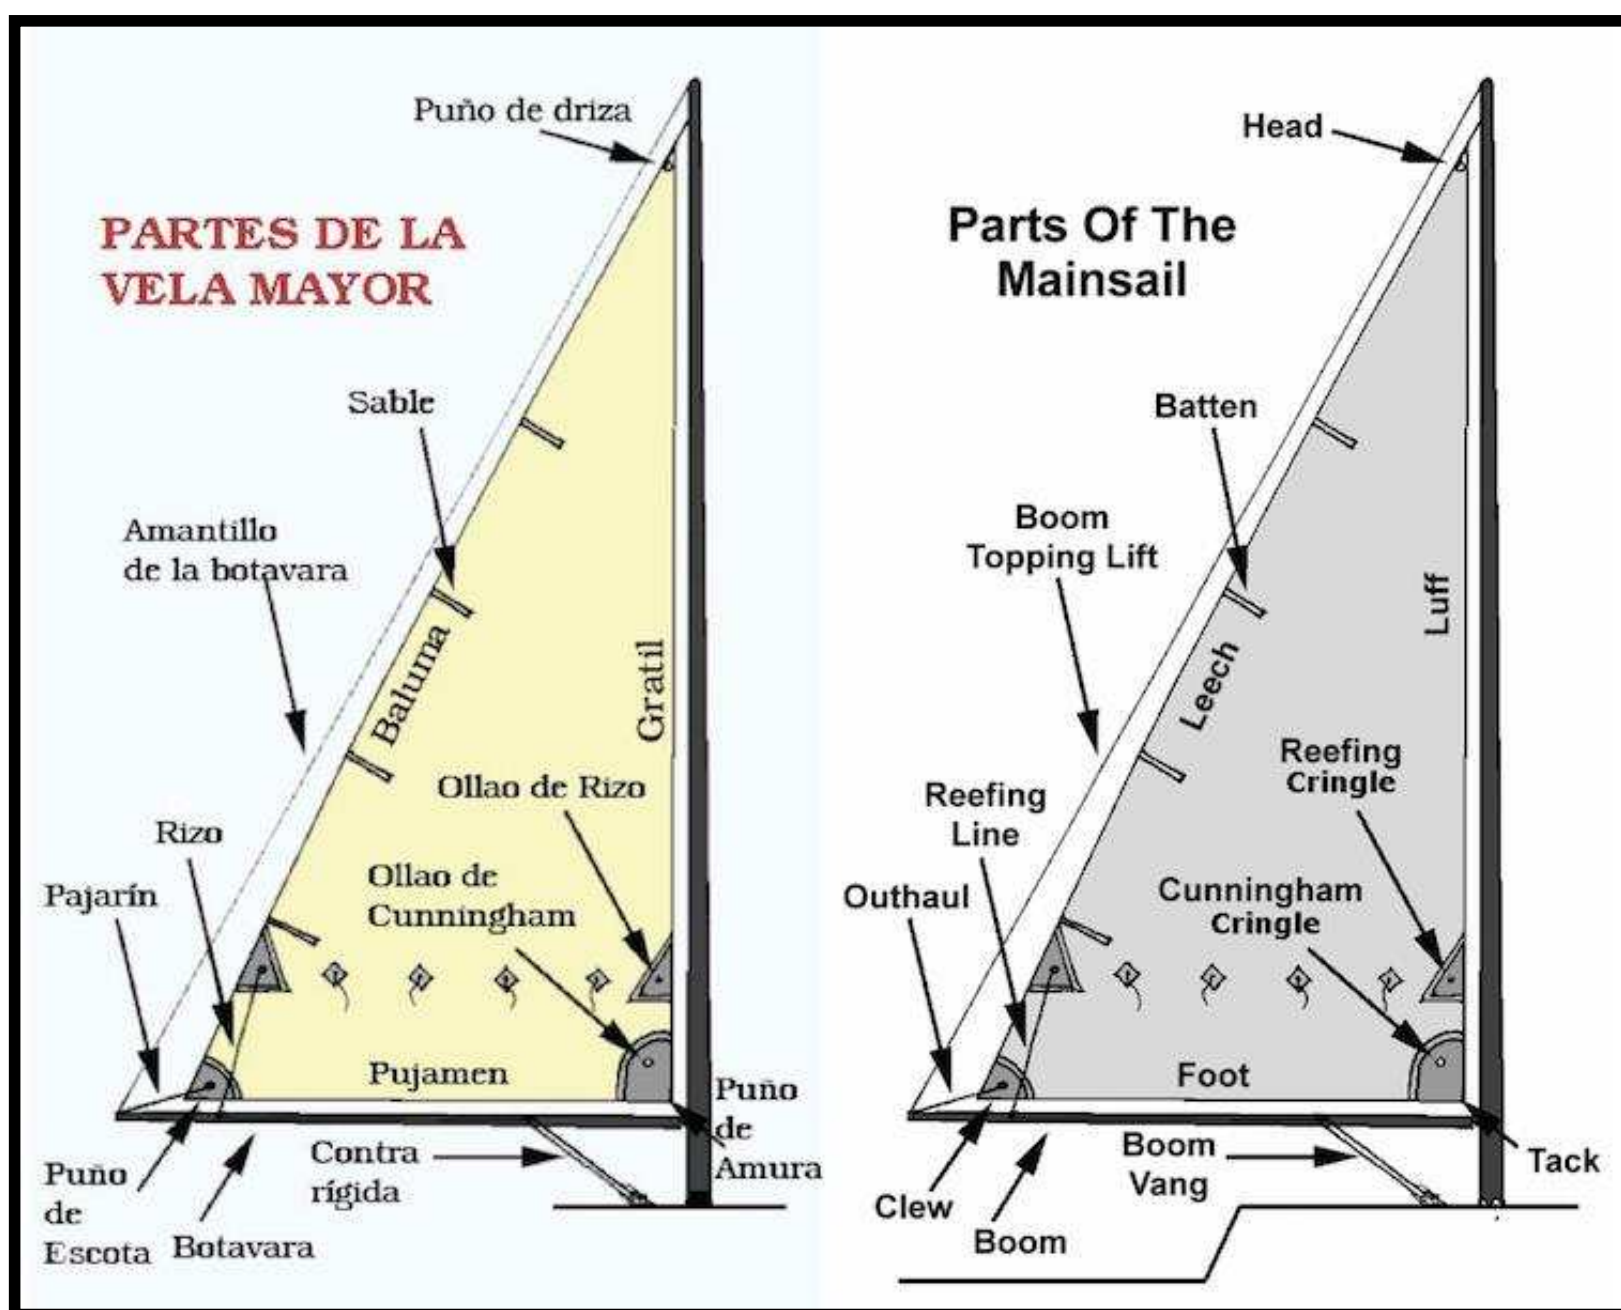 Puño de driza
PARTES DE LA
VELA MAYOR
Sable
Amantillo
de la botavara
Baluma
Gratil
Ollao de Rizo
Rizo
Ollao de
Cunningham
Pajarín
Pujamen
Puño
de
Amura
Contra
rígida
Puño
de
Escota
Botavara
Head
Parts Of The
Mainsail
Batten
Boom
Topping Lift
Luff
Leech
Reefing
Cringle
Reefing
Line
Outhaul
Cunningham
Cringle
Foot
Boom
Vang
Tack
Clew
Boom